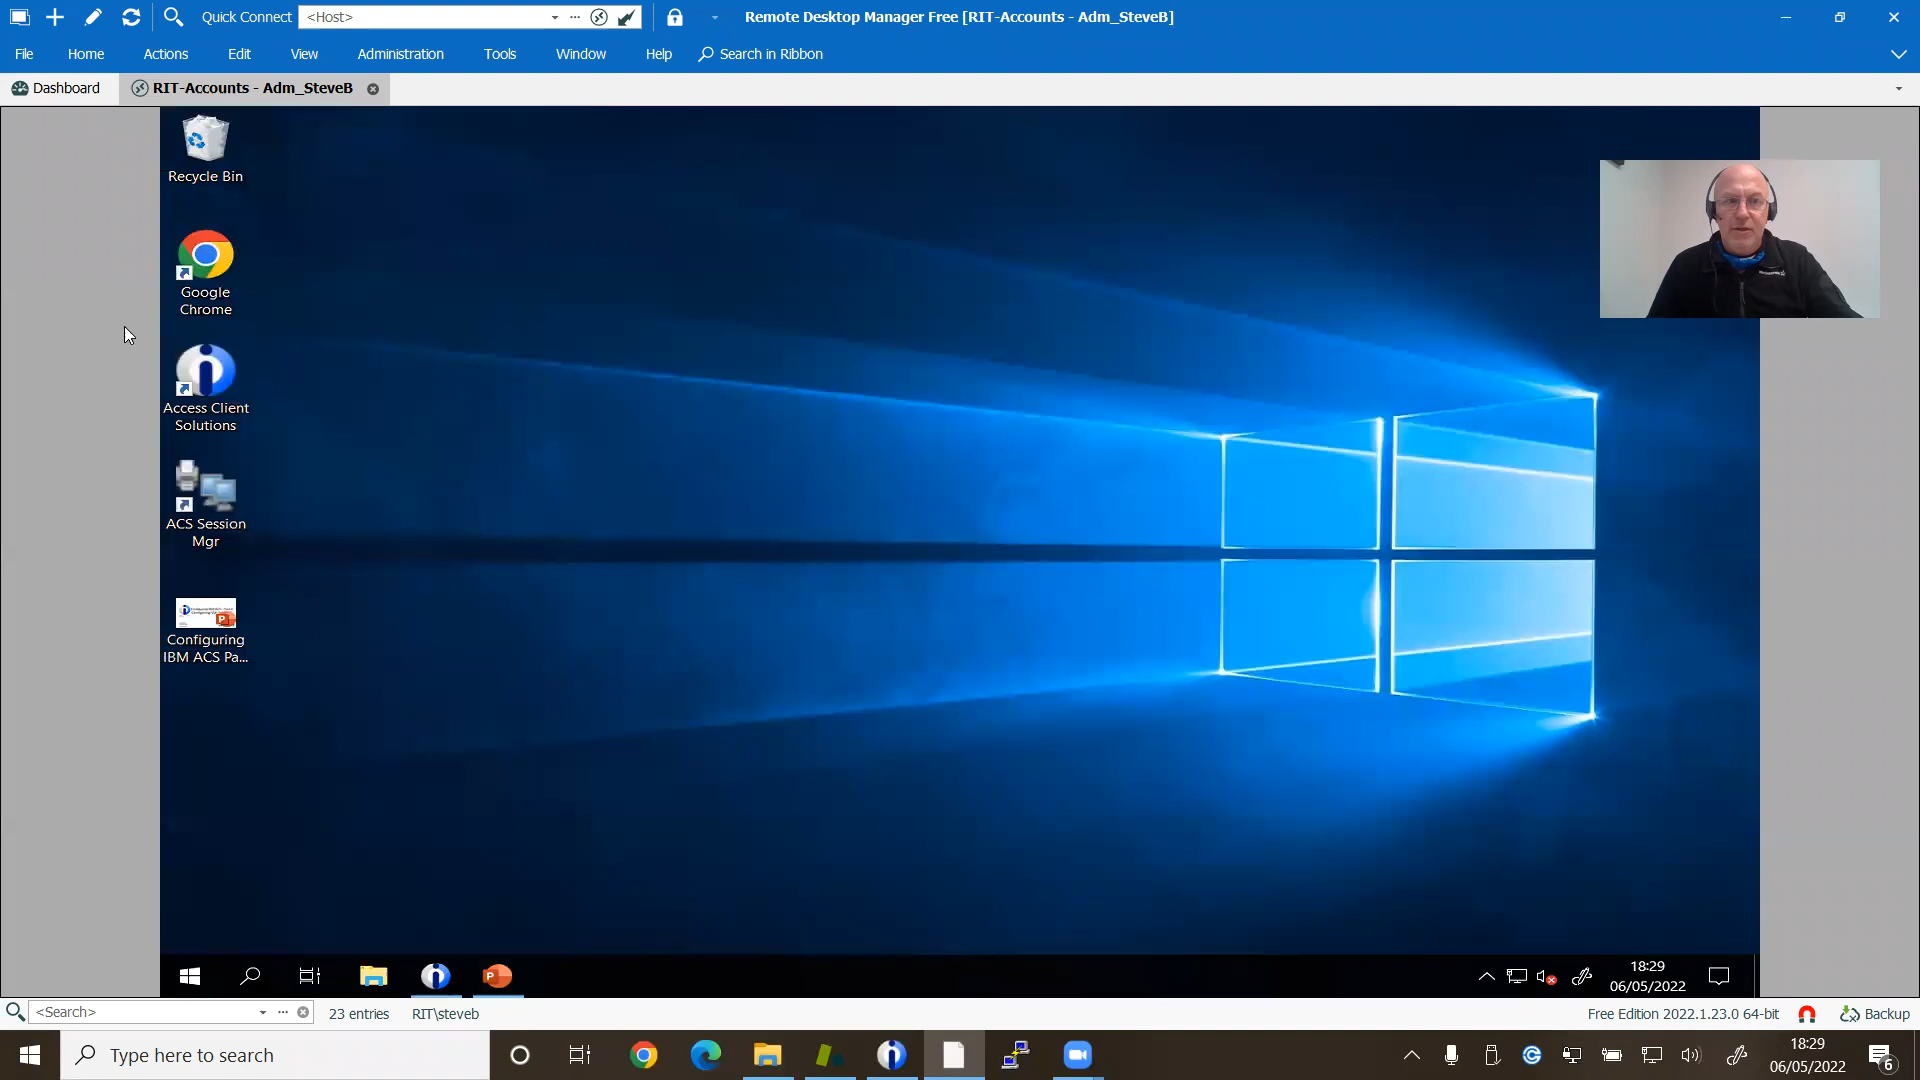 Quick Connect <Host> Remote Desktop Manager Free [RIT-Accounts - Adm_SteveB]
File Home Actions Edit View Administration Tools Window Help Search in Ribbon
Dashboard RIT-Accounts - Adm_SteveB
Recycle Bin
Google
Chrome
Access Client
Solutions
ACS Session
Mgr
Configuring
IBM ACS Pa...
18:29
06/05/2022
<Search> 23 entries RIT\steveb Free Edition 2022.1.23.0 64-bit Backup
Type here to search
18:29
06/05/2022
6